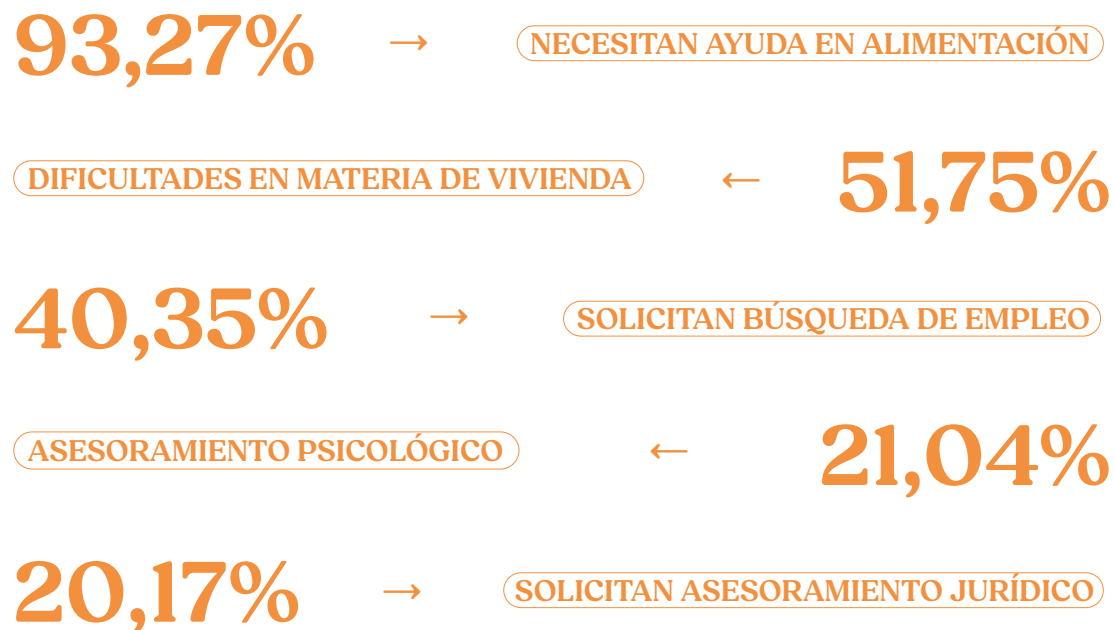 93,27% → NECESITAN AYUDA EN ALIMENTACIÓN
DIFICULTADES EN MATERIA DE VIVIENDA ← 51,75%
40,35% → SOLICITAN BÚSQUEDA DE EMPLEO
ASESORAMIENTO PSICOLÓGICO ← 21,04%
20,17% → SOLICITAN ASESORAMIENTO JURÍDICO